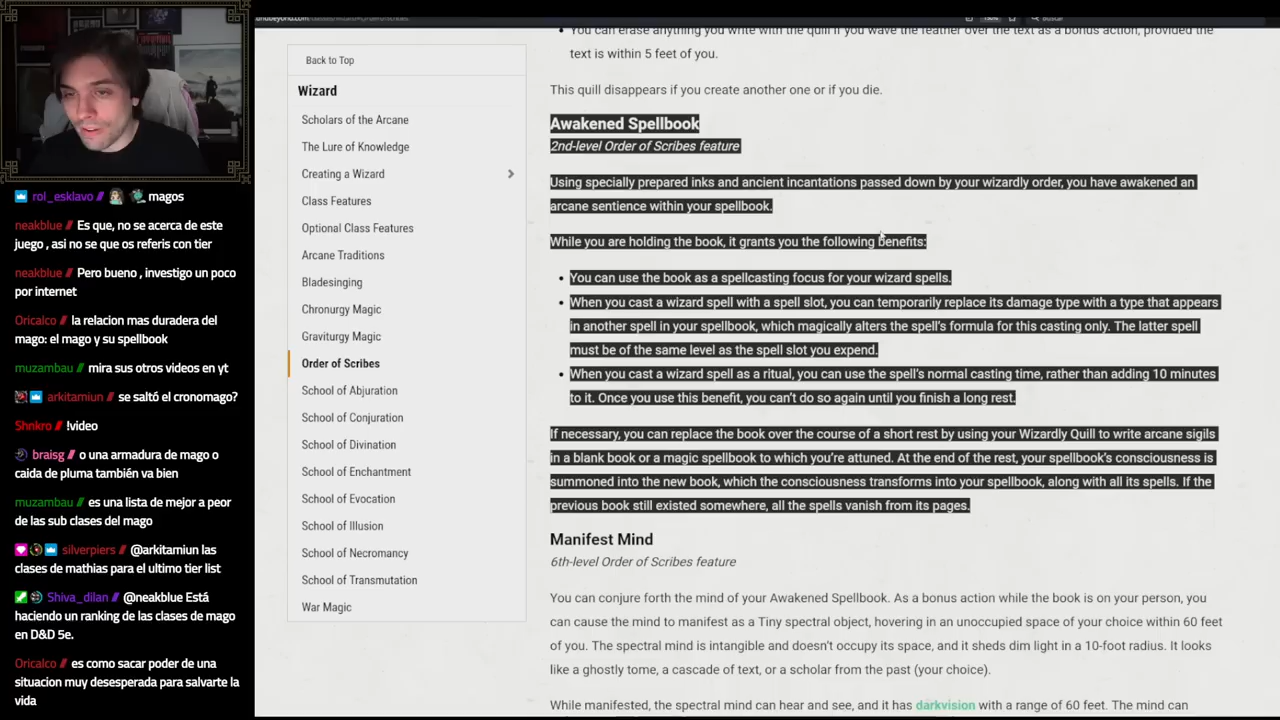 rol_esklavo // magos
neakblue // Es que, no se acerca de este
juego , asi no se que os referis con tier
neakblue // Pero bueno , investigo un poco
por internet
Oricalco // la relacion mas duradera del
mago: el mago y su spellbook
muzambau // mira sus otros videos en yt
arkitamiun // se saltó el cronomago?
Shnkro // !video
braisg // o una armadura de mago o
caida de pluma también va bien
muzambau // es una lista de mejor a peor
de las sub clases del mago
silverpiers // @arkitamiun las
clases de mathias para el ultimo tier list
Shiva_dilan // @neakblue Está
haciendo un ranking de las clases de mago
en D&D 5e.
Oricalco // es como sacar poder de una
situacion muy desesperada para salvarte la
vida
Back to Top
Wizard
Scholars of the Arcane
The Lure of Knowledge
Creating a Wizard
Class Features
Optional Class Features
Arcane Traditions
Bladesinging
Chronurgy Magic
Graviturgy Magic
Order of Scribes
School of Abjuration
School of Conjuration
School of Divination
School of Enchantment
School of Evocation
School of Illusion
School of Necromancy
School of Transmutation
War Magic
You can erase anything you write with the quill if you wave the feather over the text as a bonus action, provided the
text is within 5 feet of you.
This quill disappears if you create another one or if you die.
Awakened Spellbook
2nd-level Order of Scribes feature
Using specially prepared inks and ancient incantations passed down by your wizardly order, you have awakened an
arcane sentience within your spellbook.
While you are holding the book, it grants you the following benefits:
• You can use the book as a spellcasting focus for your wizard spells.
• When you cast a wizard spell with a spell slot, you can temporarily replace its damage type with a type that appears
in another spell in your spellbook, which magically alters the spell's formula for this casting only. The latter spell
must be of the same level as the spell slot you expend.
• When you cast a wizard spell as a ritual, you can use the spell's normal casting time, rather than adding 10 minutes
to it. Once you use this benefit, you can't do so again until you finish a long rest.
If necessary, you can replace the book over the course of a short rest by using your Wizardly Quill to write arcane sigils
in a blank book or a magic spellbook to which you're attuned. At the end of the rest, your spellbook's consciousness is
summoned into the new book, which the consciousness transforms into your spellbook, along with all its spells. If the
previous book still existed somewhere, all the spells vanish from its pages.
Manifest Mind
6th-level Order of Scribes feature
You can conjure forth the mind of your Awakened Spellbook. As a bonus action while the book is on your person, you
can cause the mind to manifest as a Tiny spectral object, hovering in an unoccupied space of your choice within 60 feet
of you. The spectral mind is intangible and doesn't occupy its space, and it sheds dim light in a 10-foot radius. It looks
like a ghostly tome, a cascade of text, or a scholar from the past (your choice).
While manifested, the spectral mind can hear and see, and it has darkvision with a range of 60 feet. The mind can